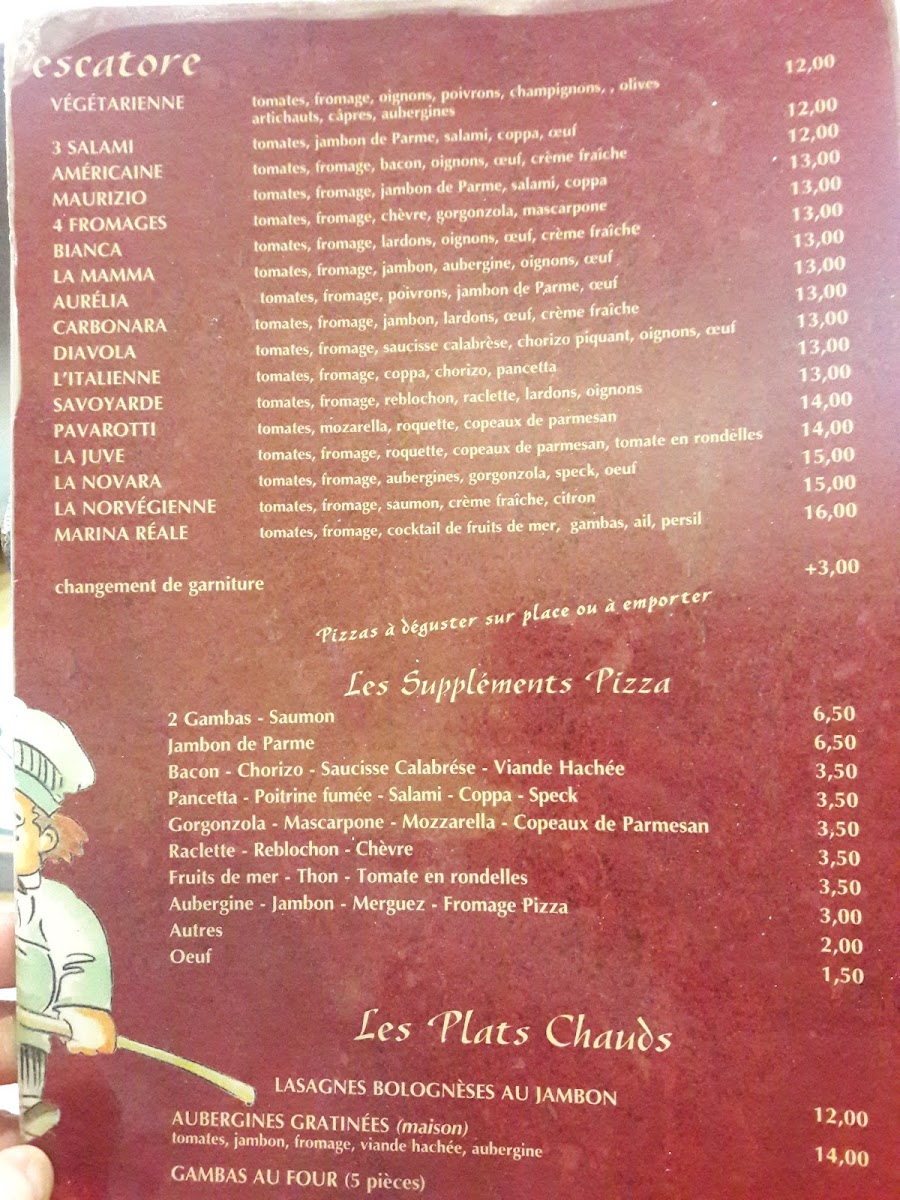 escatore
VÉGÉTARIENNE tomates, fromage, oignons, poivrons, champignons, , olives 12,00
artichauts, câpres, aubergines
3 SALAMI tomates, jambon de Parme, salami, coppa, œuf 12,00
AMÉRICAINE tomates, fromage, bacon, oignons, œuf, crème fraîche 12,00
MAURIZIO tomates, fromage, jambon de Parme, salami, coppa 13,00
4 FROMAGES tomates, fromage, chèvre, gorgonzola, mascarpone 13,00
BIANCA tomates, fromage, lardons, oignons, œuf, crème fraîche 13,00
LA MAMMA tomates, fromage, jambon, aubergine, oignons, œuf 13,00
AURÉLIA tomates, fromage, poivrons, jambon de Parme, œuf 13,00
CARBONARA tomates, fromage, jambon, lardons, œuf, crème fraîche 13,00
DIAVOLA tomates, fromage, saucisse calabrèse, chorizo piquant, oignons, œuf 13,00
L'ITALIENNE tomates, fromage, coppa, chorizo, pancetta 13,00
SAVOYARDE tomates, fromage, reblochon, raclette, lardons, oignons 13,00
PAVAROTTI tomates, mozarella, roquette, copeaux de parmesan 14,00
LA JUVE tomates, fromage, roquette, copeaux de parmesan, tomate en rondelles 14,00
LA NOVARA tomates, fromage, aubergines, gorgonzola, speck, oeuf 15,00
LA NORVÉGIENNE tomates, fromage, saumon, crème fraîche, citron 15,00
MARINA RÉALE tomates, fromage, cocktail de fruits de mer, gambas, ail, persil 16,00
changement de garniture +3,00
Pizzas à déguster sur place ou à emporter
Les Suppléments Pizza
2 Gambas - Saumon 6,50
Jambon de Parme 6,50
Bacon - Chorizo - Saucisse Calabrése - Viande Hachée 3,50
Pancetta - Poitrine fumée - Salami - Coppa - Speck 3,50
Gorgonzola - Mascarpone - Mozzarella - Copeaux de Parmesan 3,50
Raclette - Reblochon - Chèvre 3,50
Fruits de mer - Thon - Tomate en rondelles 3,50
Aubergine - Jambon - Merguez - Fromage Pizza 3,00
Autres 2,00
Oeuf 1,50
Les Plats Chauds
LASAGNES BOLOGNÈSES AU JAMBON 12,00
AUBERGINES GRATINÉES (maison) 14,00
tomates, jambon, fromage, viande hachée, aubergine
GAMBAS AU FOUR (5 pièces)